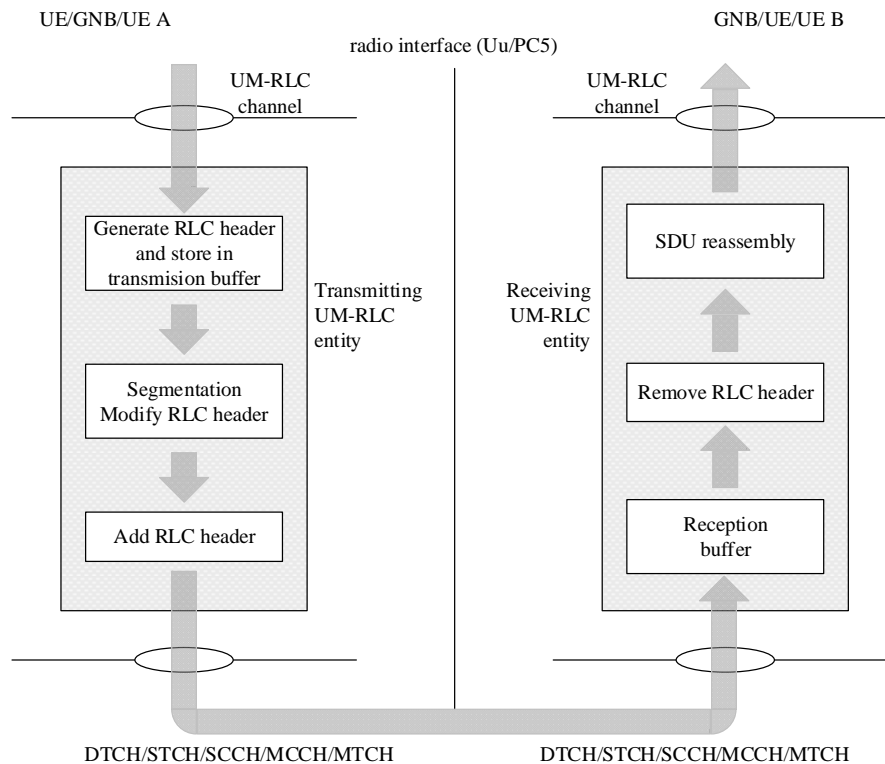 UE/GNB/UE A
GNB/UE/UE B
radio interface (Uu/PC5)
UM-RLC
channel
UM-RLC
channel
Generate RLC header
and store in
transmision buffer
Transmitting
UM-RLC
entity
Segmentation
Modify RLC header
Add RLC header
SDU reassembly
Receiving
UM-RLC
entity
Remove RLC header
Reception
buffer
DTCH/STCH/SCCH/MCCH/MTCH
DTCH/STCH/SCCH/MCCH/MTCH